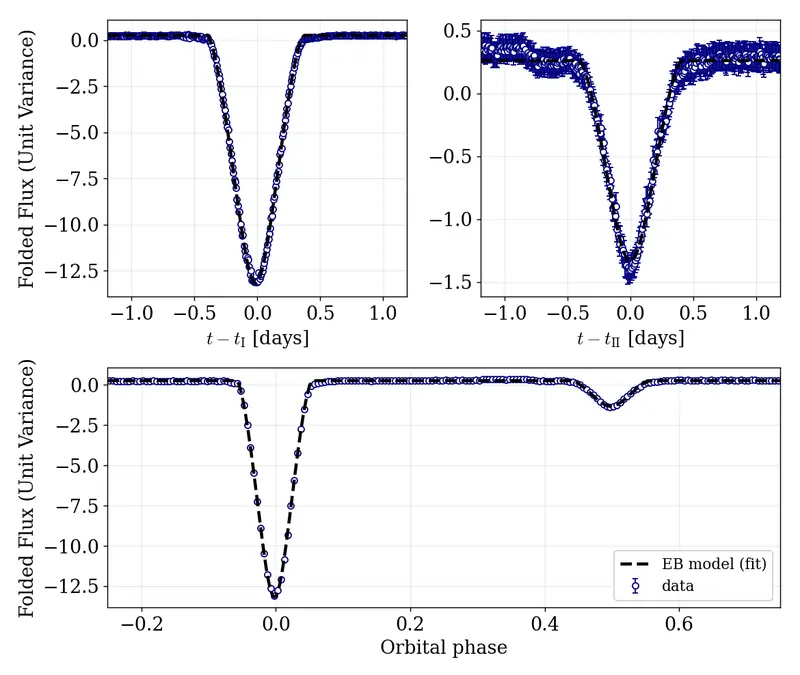 Folded Flux (Unit Variance)
0.0
−2.5
−5.0
−7.5
−10.0
−12.5
−1.0 −0.5 0.0 0.5 1.0
t − tI [days]
0.5
0.0
−0.5
−1.0
−1.5
−1.0 −0.5 0.0 0.5 1.0
t − tII [days]
Folded Flux (Unit Variance)
0.0
−2.5
−5.0
−7.5
−10.0
−12.5
EB model (fit)
data
−0.2 0.0 0.2 0.4 0.6
Orbital phase